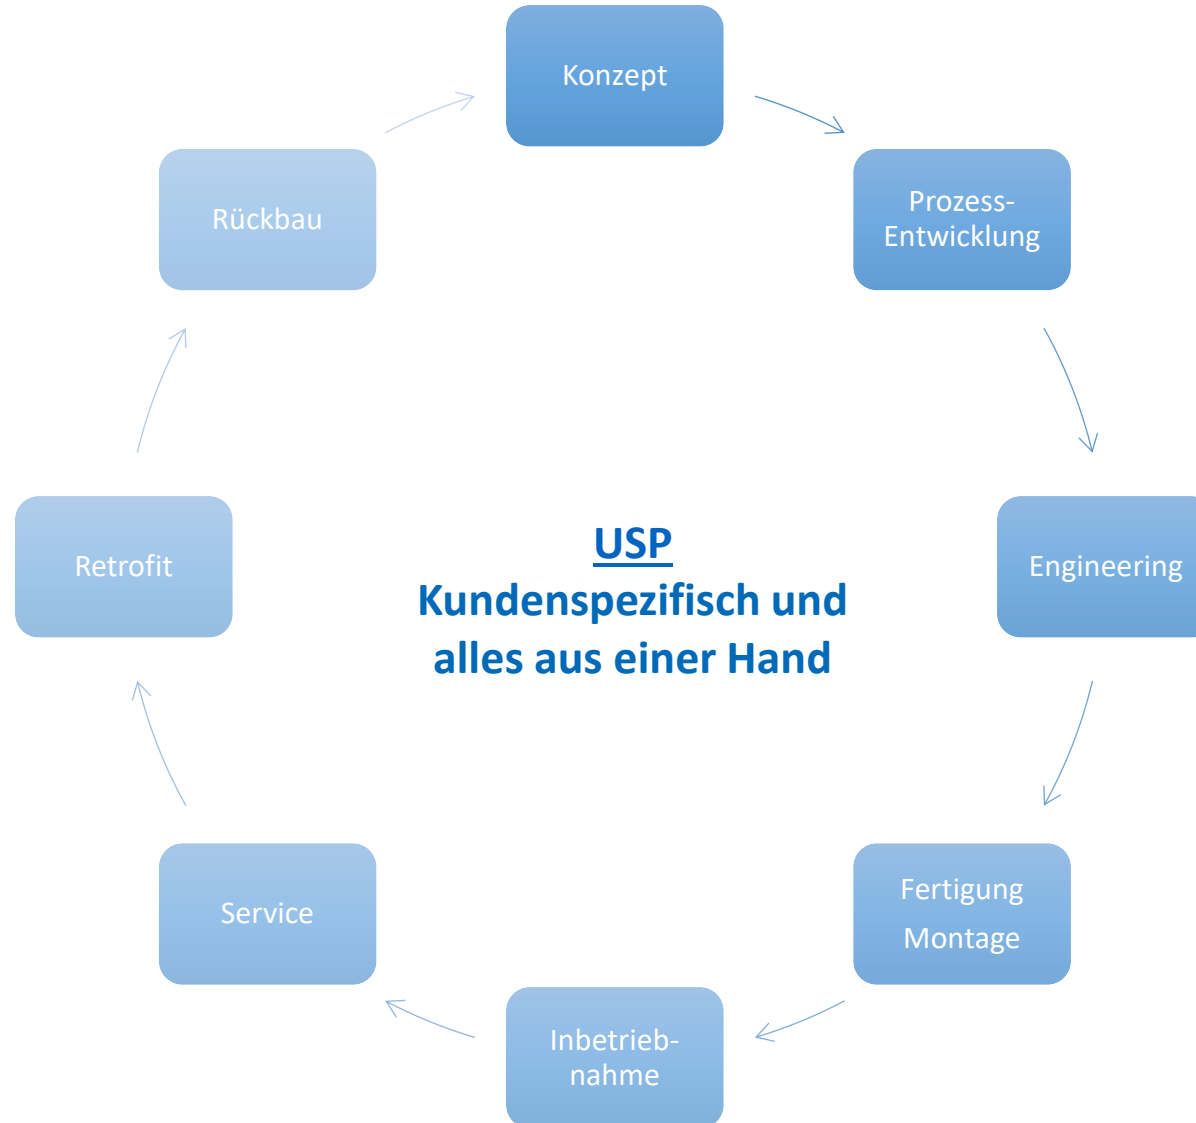 Konzept
Prozess-
Entwicklung
Engineering
Fertigung
Montage
Inbetrieb-
nahme
Service
Retrofit
Rückbau
USP
Kundenspezifisch und
alles aus einer Hand